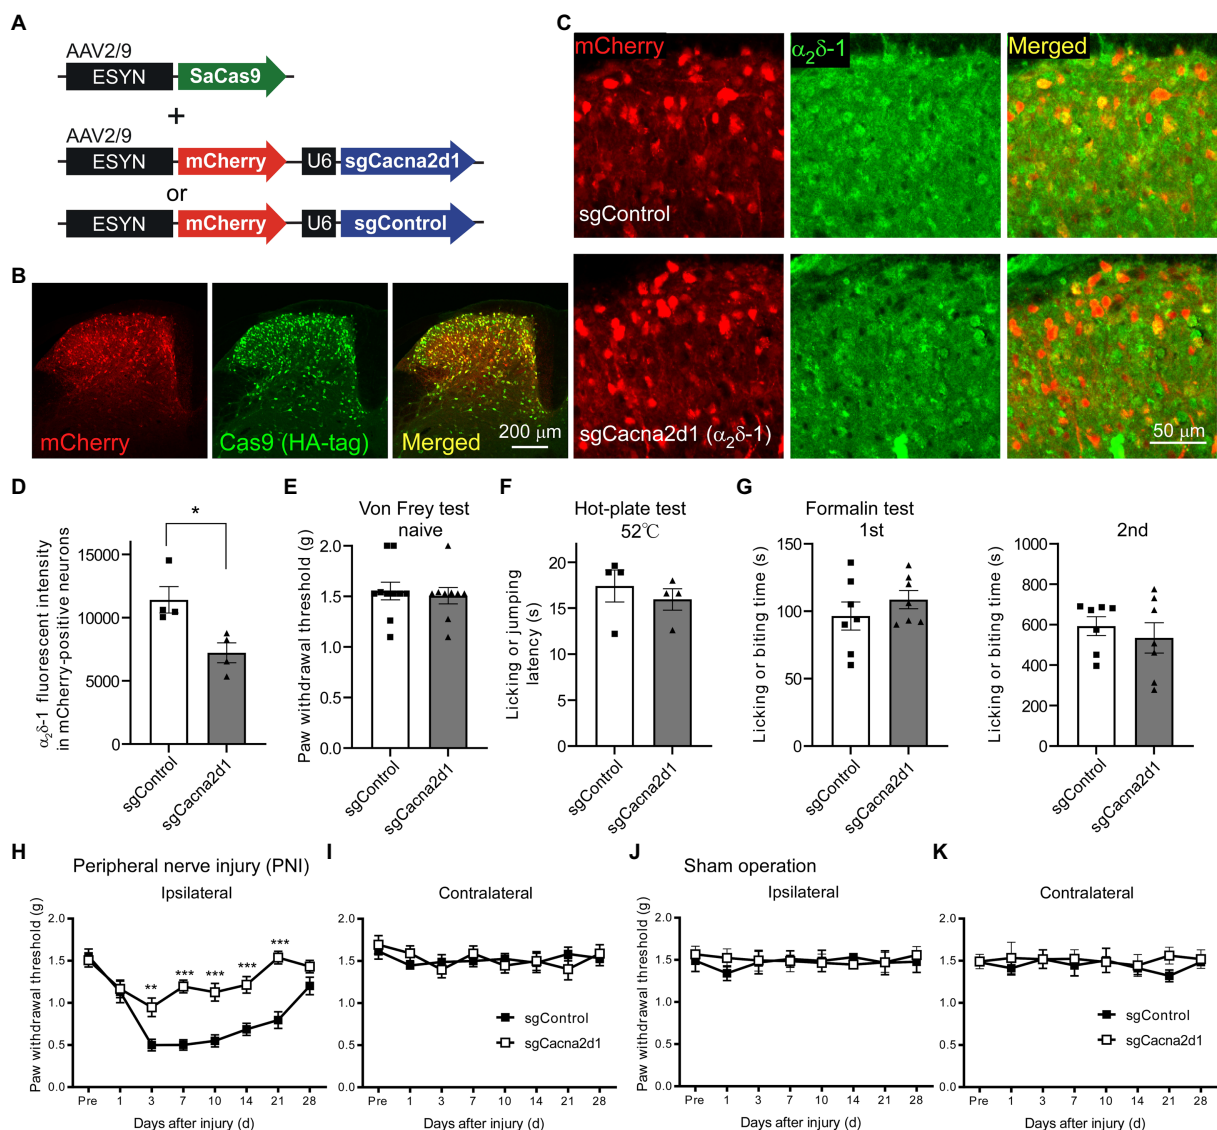 A
AAV2/9
ESYN SaCas9
+
AAV2/9
ESYN mCherry U6 sgCacna2d1
or
ESYN mCherry U6 sgControl
B
mCherry
Cas9 (HA-tag)
Merged
200 μm
C
mCherry
α2δ-1
Merged
sgControl
sgCacna2d1 (α2δ-1)
50 μm
D
*
α2δ-1 fluorescent intensity
in mCherry-positive neurons
15000
10000
5000
0
sgControl
sgCacna2d1
E
Von Frey test
naive
Paw withdrawal threshold (g)
2.0
1.5
1.0
0.5
0.0
sgControl
sgCacna2d1
F
Hot-plate test
52℃
Licking or jumping
latency (s)
20
15
10
5
0
sgControl
sgCacna2d1
G
Formalin test
1st
Licking or biting time (s)
150
100
50
0
sgControl
sgCacna2d1
2nd
Licking or biting time (s)
1000
800
600
400
200
0
sgControl
sgCacna2d1
H
Peripheral nerve injury (PNI)
Ipsilateral
Paw withdrawal threshold (g)
2.0
1.5
1.0
0.5
0.0
** *** *** *** ***
Pre 1 3 7 10 14 21 28
Days after injury (d)
I
Contralateral
2.0
1.5
1.0
0.5
0.0
sgControl
sgCacna2d1
Pre 1 3 7 10 14 21 28
Days after injury (d)
J
Sham operation
Ipsilateral
Paw withdrawal threshold (g)
2.0
1.5
1.0
0.5
0.0
Pre 1 3 7 10 14 21 28
Days after injury (d)
K
Contralateral
2.0
1.5
1.0
0.5
0.0
sgControl
sgCacna2d1
Pre 1 3 7 10 14 21 28
Days after injury (d)